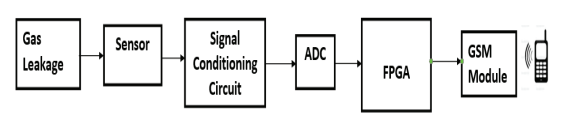 Gas
Leakage
Sensor
Signal
Conditioning
Circuit
ADC
FPGA
GSM
Module